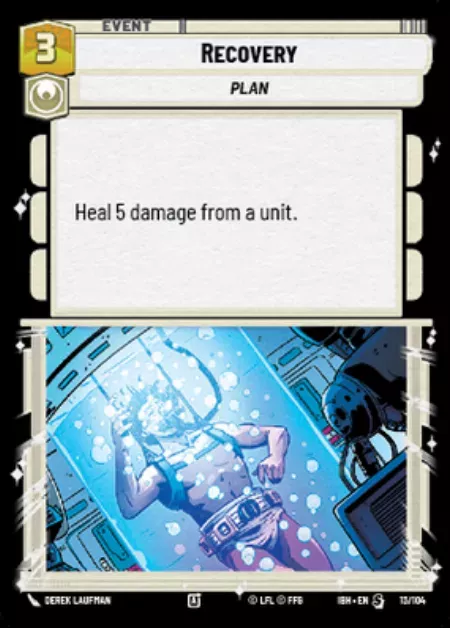 EVENT
3
RECOVERY
PLAN
Heal 5 damage from a unit.
DEREK LAUFMAN
A
© LFL © FFG
IBH • EN
13/104